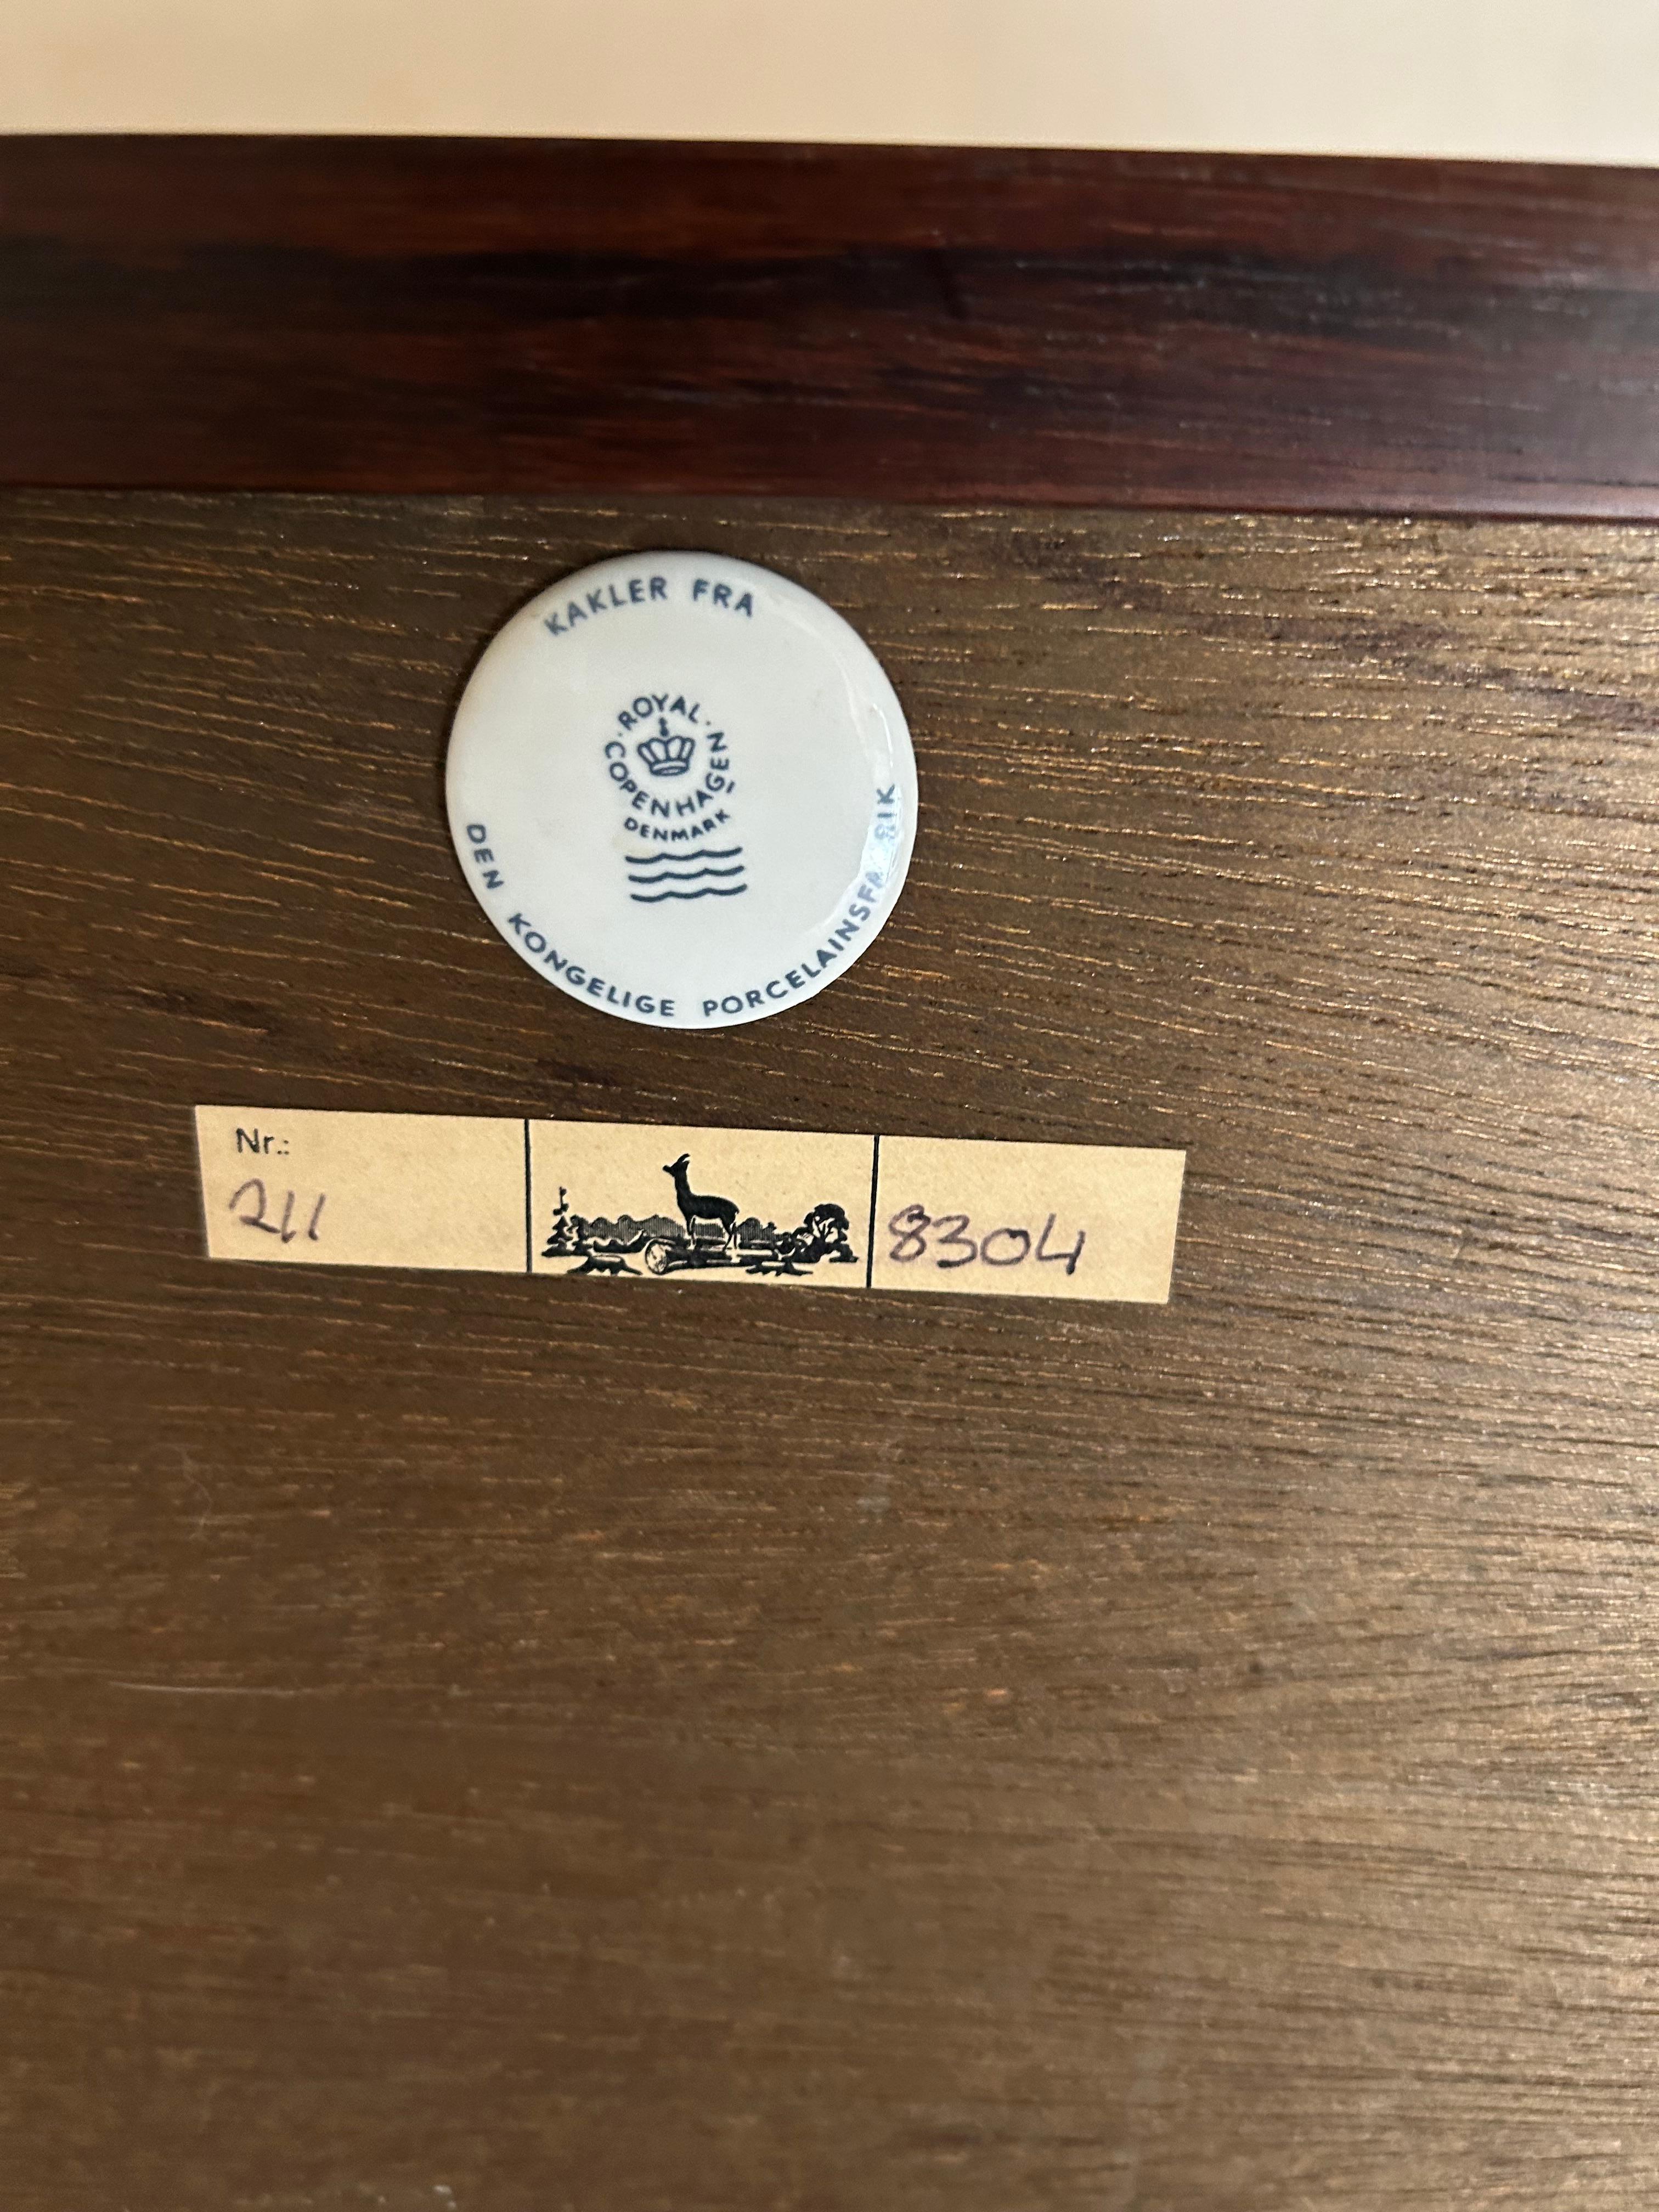 KAKLER FRA
ROYAL
COPENHAGEN
DENMARK
DEN KONGELIGE PORCELAINSFABRIK
Nr.:
211
8304